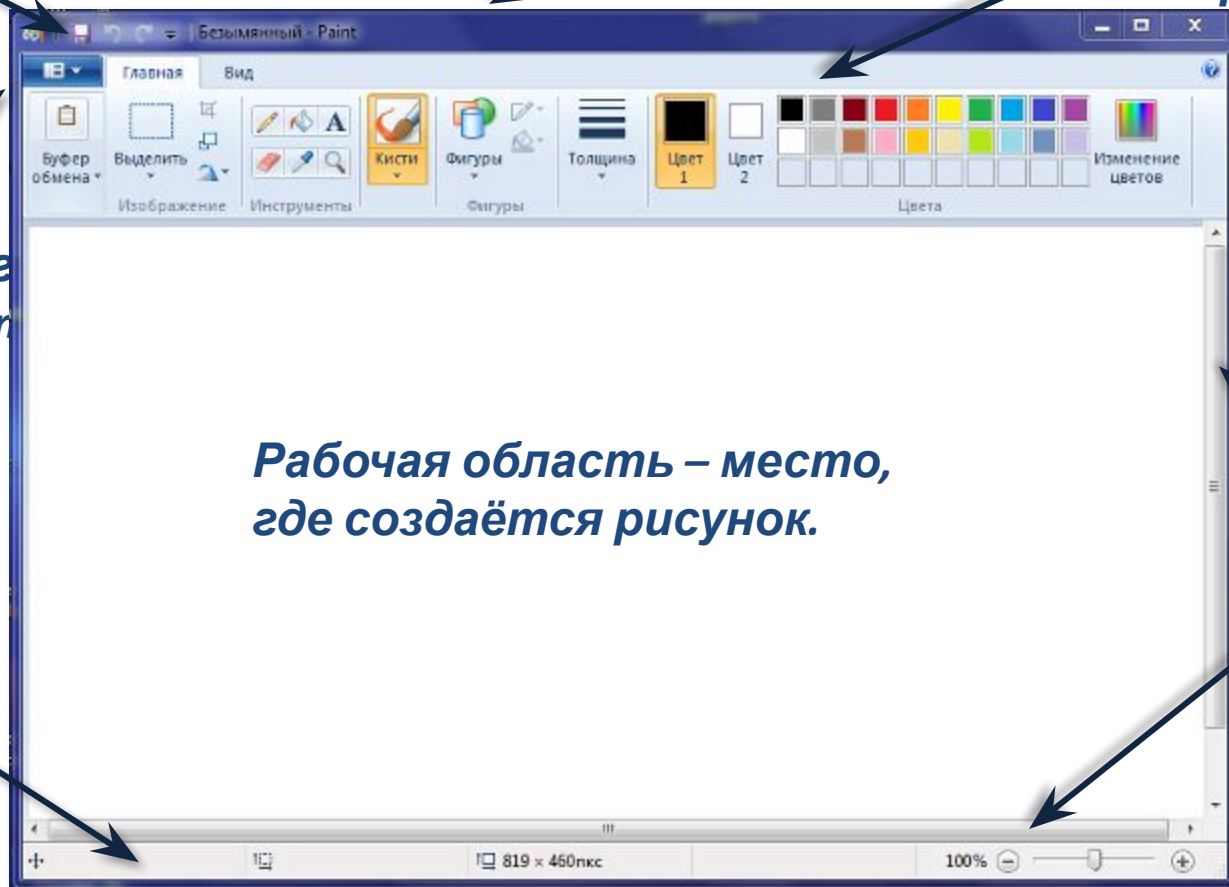 Безымянный - Paint
Главная Вид
Буфер обмена
Выделить
Изображение
A
Инструменты
Кисти
Фигуры
Фигуры
Толщина
Цвет 1
Цвет 2
Изменение цветов
Цвета
Рабочая область – место,
где создаётся рисунок.
819 × 460пкс
100%